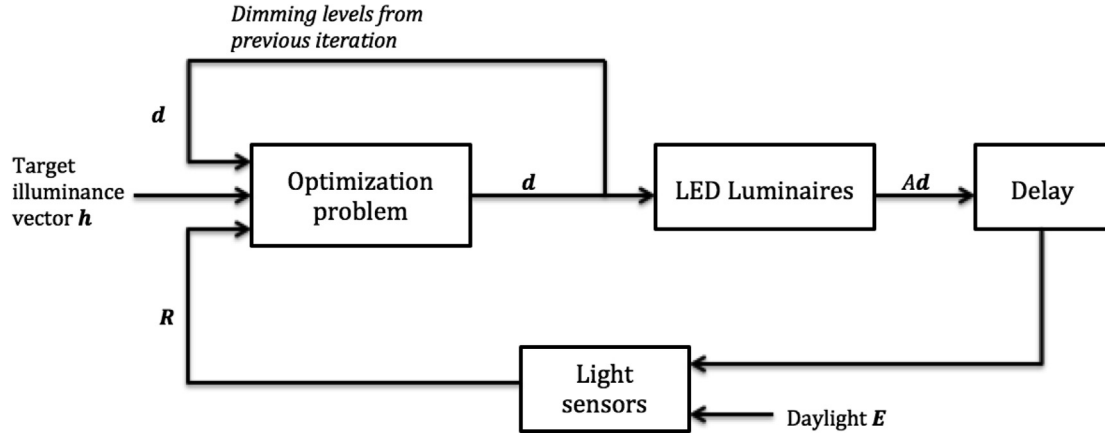 Dimming levels from
previous iteration
d
Target
illuminance
vector h
Optimization
problem
d
LED Luminaires
Ad
Delay
R
Light
sensors
Daylight E